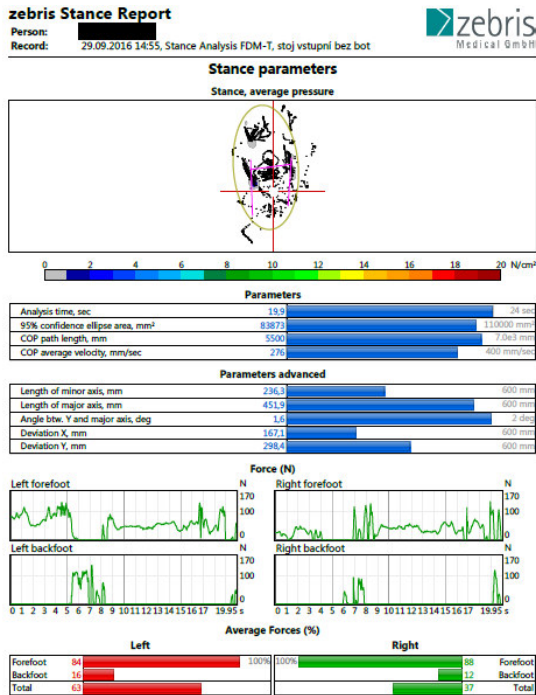 zebris Stance Report
Person:
Record: 29.09.2016 14:55, Stance Analysis FDM-T, stoj vstupní bez bot
zebris
Medical GmbH
Stance parameters
Stance, average pressure
0 2 4 6 8 10 12 14 16 18 20 N/cm²
Parameters
Analysis time, sec 19,9 24 sec
95% confidence ellipse area, mm² 83873 110000 mm²
COP path length, mm 5500 7.0e3 mm
COP average velocity, mm/sec 276 400 mm/sec
Parameters advanced
Length of minor axis, mm 236,3 600 mm
Length of major axis, mm 451,9 600 mm
Angle btw. Y and major axis, deg 1,6 2 deg
Deviation X, mm 167,1 600 mm
Deviation Y, mm 298,4 600 mm
Force (N)
Left forefoot N Right forefoot N
170 170
100 100
0 0
Left backfoot N Right backfoot N
170 170
100 100
0 1 2 3 4 5 6 7 8 9 10 11 12 13 14 15 16 17 19.95 s 0 1 2 3 4 5 6 7 8 9 10 11 12 13 14 15 16 17 19.95 s
Average Forces (%)
Left Right
Forefoot 84 100% 100% 88 Forefoot
Backfoot 16 12 Backfoot
Total 63 37 Total